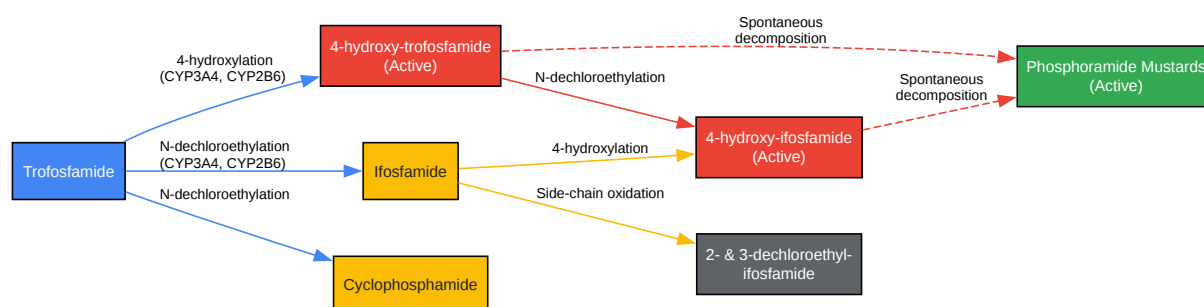 Spontaneous
decomposition
4-hydroxy-trofosfamide
(Active)
4-hydroxylation
(CYP3A4, CYP2B6)
Phosphoramide Mustards
(Active)
N-dechloroethylation
Spontaneous
decomposition
4-hydroxy-ifosfamide
(Active)
N-dechloroethylation
(CYP3A4, CYP2B6)
4-hydroxylation
Trofosfamide
Ifosfamide
N-dechloroethylation
Side-chain oxidation
2- & 3-dechloroethyl-
ifosfamide
Cyclophosphamide